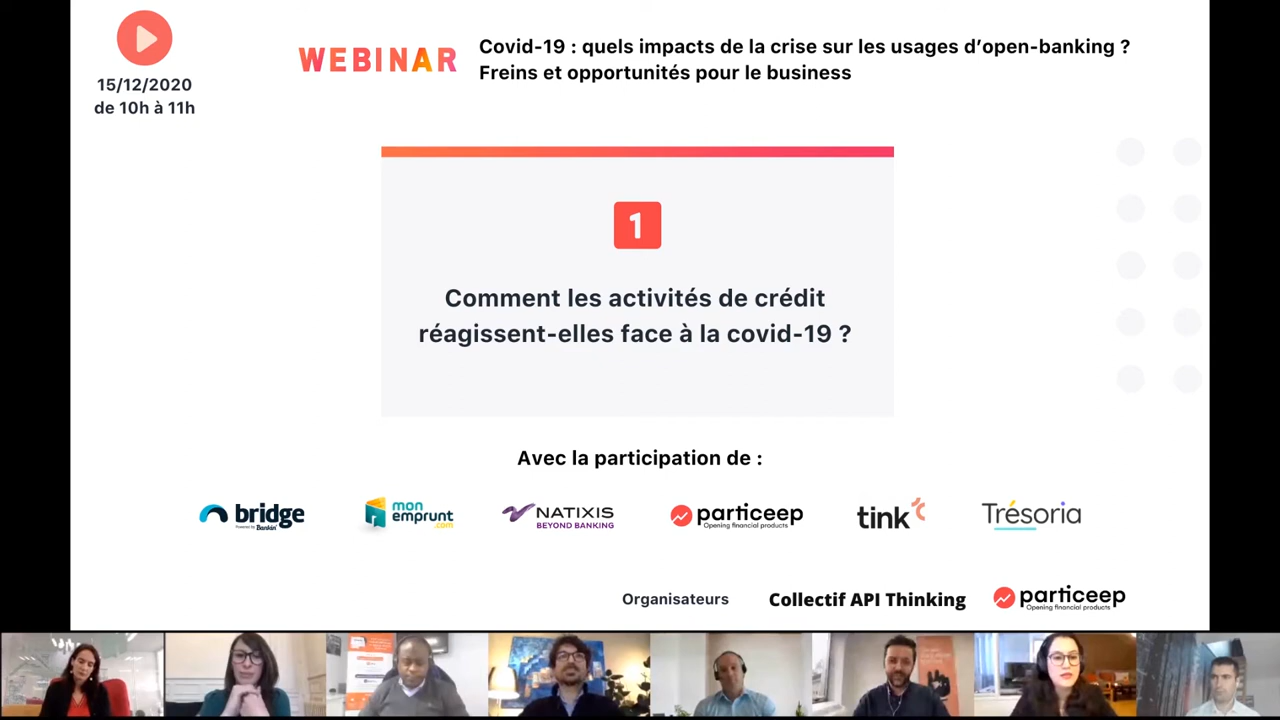 15/12/2020
de 10h à 11h
WEBINAR
Covid-19 : quels impacts de la crise sur les usages d'open-banking ?
Freins et opportunités pour le business
1
Comment les activités de crédit
réagissent-elles face à la covid-19 ?
Avec la participation de :
bridge
Powered by Bankin'
mon
emprunt
.com
NATIXIS
BEYOND BANKING
particeep
Opening financial products
tink
Trésoria
Organisateurs
Collectif API Thinking
particeep
Opening financial products